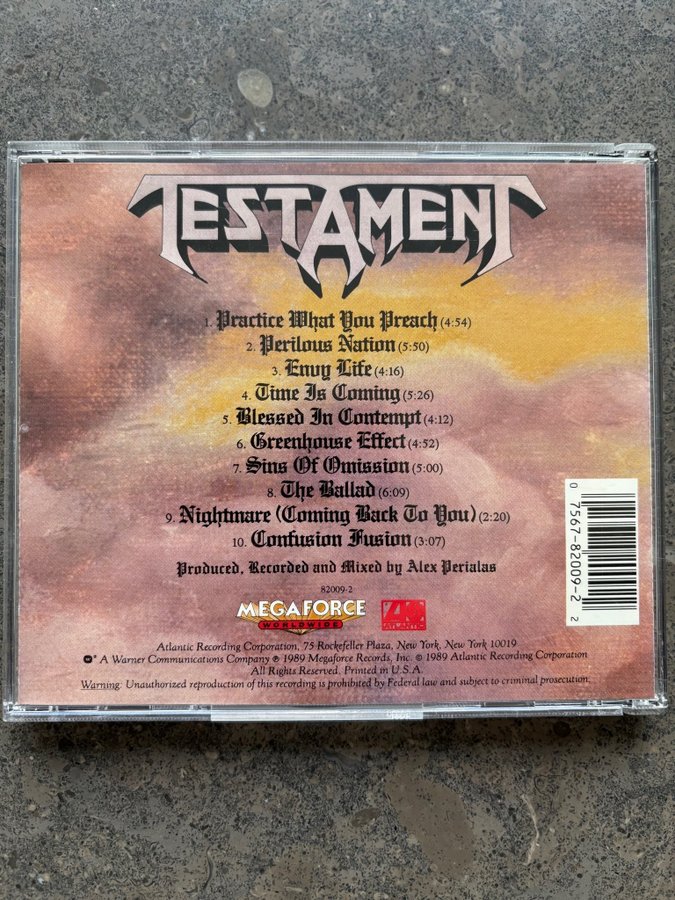 TESTAMENT
1. Practice What You Preach (4:54)
2. Perilous Nation (5:50)
3. Envy Life (4:16)
4. Time Is Coming (5:26)
5. Blessed In Contempt (4:12)
6. Greenhouse Effect (4:52)
7. Sins Of Omission (5:00)
8. The Ballad (6:09)
9. Nightmare (Coming Back To You) (2:20)
10. Confusion Fusion (3:07)
Produced, Recorded and Mixed by Alex Perialas
82009-2
MEGAFORCE
WORLDWIDE
ATLANTIC
Atlantic Recording Corporation, 75 Rockefeller Plaza, New York, New York 10019
* A Warner Communications Company ℗ 1989 Megaforce Records, Inc. © 1989 Atlantic Recording Corporation
All Rights Reserved. Printed in U.S.A.
Warning: Unauthorized reproduction of this recording is prohibited by Federal law and subject to criminal prosecution.
0 7567-82009-2 2